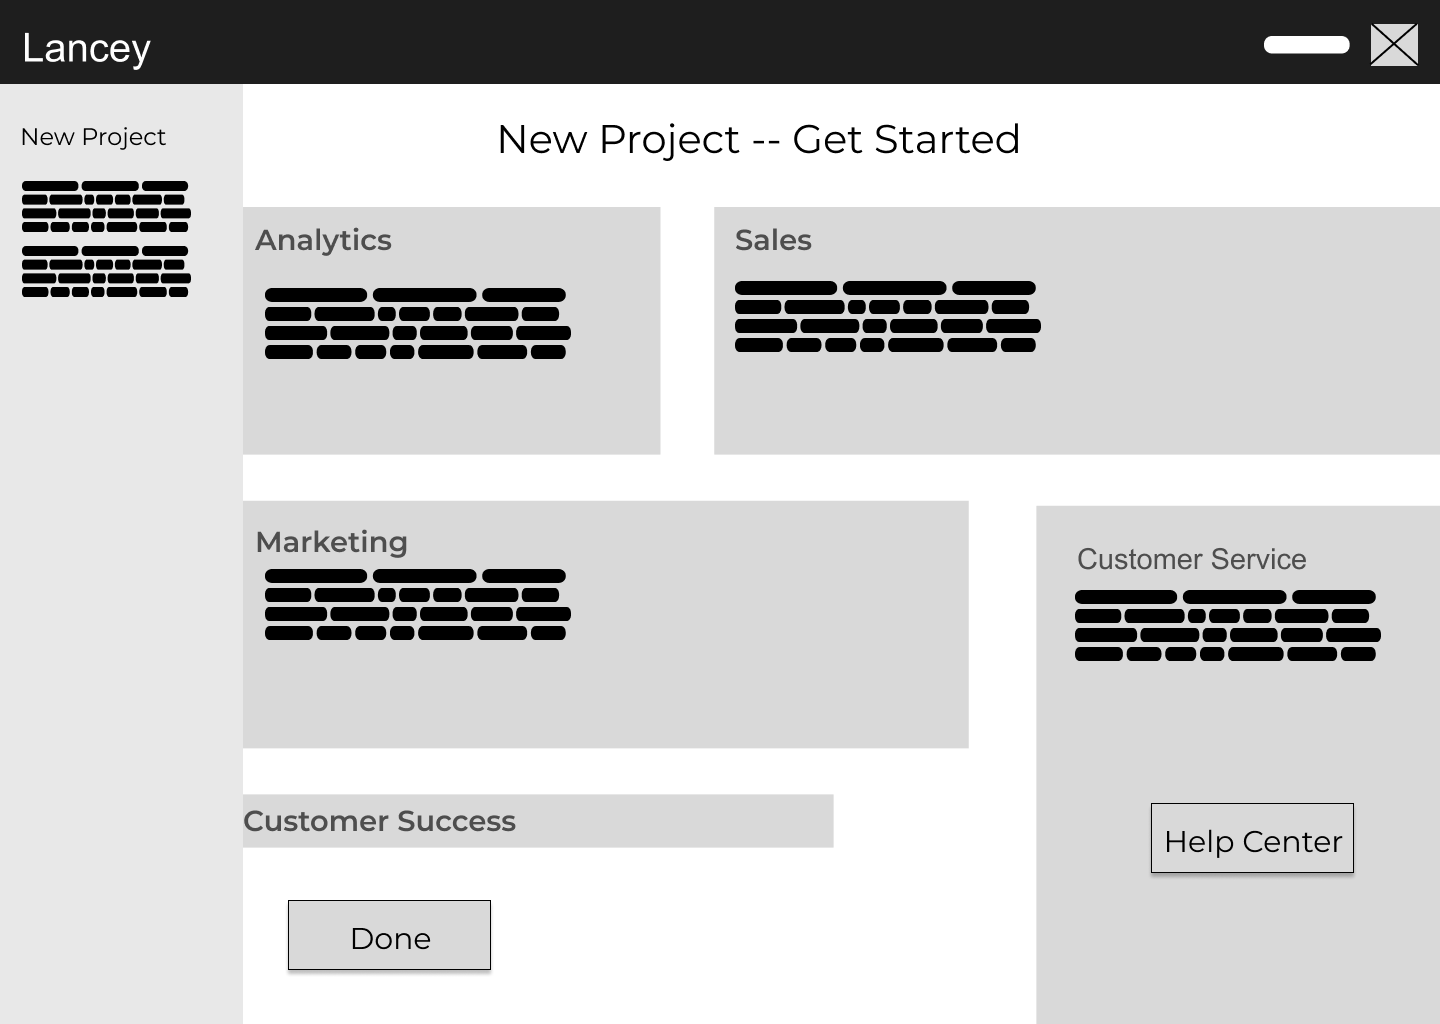 Lancey
New Project
New Project -- Get Started
Analytics
Sales
Marketing
Customer Service
Customer Success
Help Center
Done